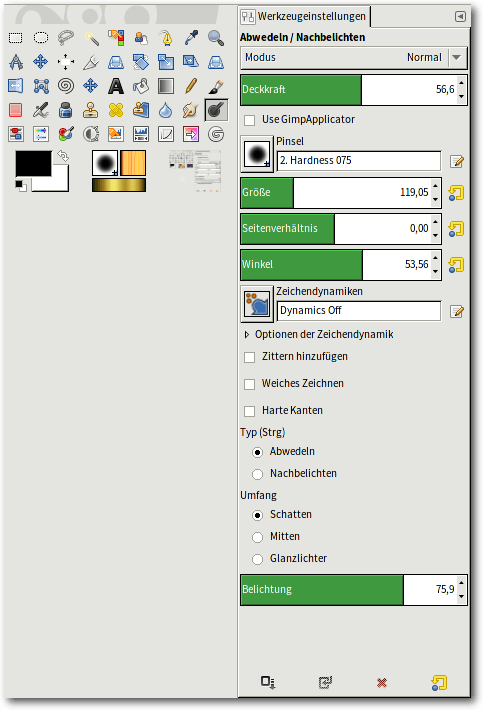 Werkzeugeinstellungen
Abwedeln / Nachbelichten
Modus Normal
Deckkraft 56,6
Use GimpApplicator
Pinsel
2. Hardness 075
Größe 119,05
Seitenverhältnis 0,00
Winkel 53,56
Zeichendynamiken
Dynamics Off
Optionen der Zeichendynamik
Zittern hinzufügen
Weiches Zeichnen
Harte Kanten
Typ (Strg)
Abwedeln
Nachbelichten
Umfang
Schatten
Mitten
Glanzlichter
Belichtung 75,9